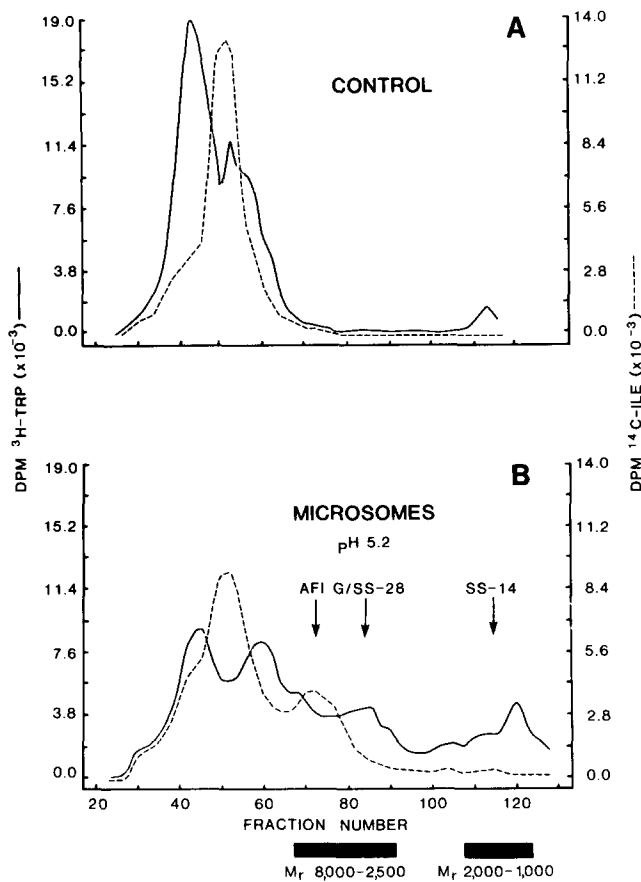 A
CONTROL
19.0
15.2
11.4
7.6
3.8
0.0
14.0
11.2
8.4
5.6
2.8
0.0
DPM ³H-TRP (x10⁻³)
DPM ¹⁴C-ILE (x10⁻³)
B
MICROSOMES
pH 5.2
AFI G/SS-28 SS-14
19.0
15.2
11.4
7.6
3.8
0.0
14.0
11.2
8.4
5.6
2.8
0.0
20 40 60 80 100 120
FRACTION NUMBER
Mr 8,000-2,500 Mr 2,000-1,000